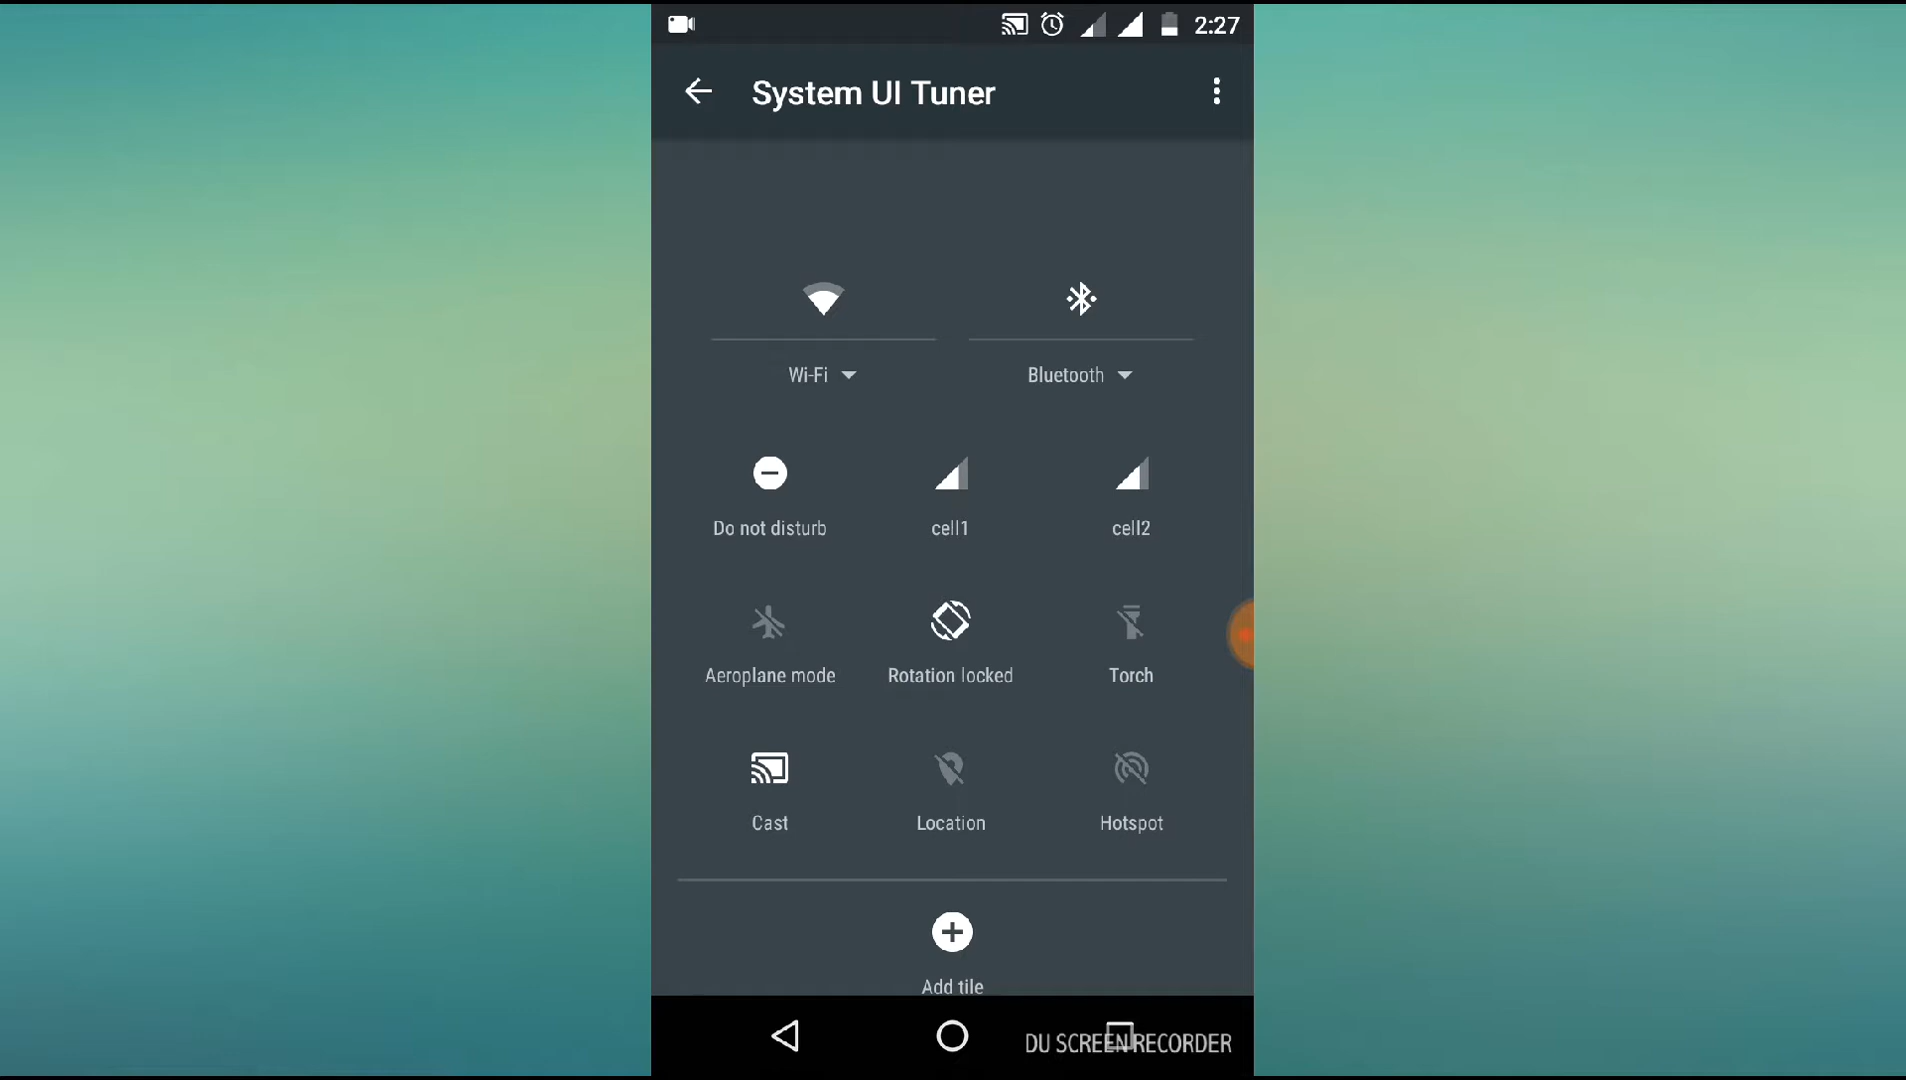 2:27
System UI Tuner
Wi-Fi Bluetooth
Do not disturb cell1 cell2
Aeroplane mode Rotation locked Torch
Cast Location Hotspot
Add tile
DU SCREEN RECORDER